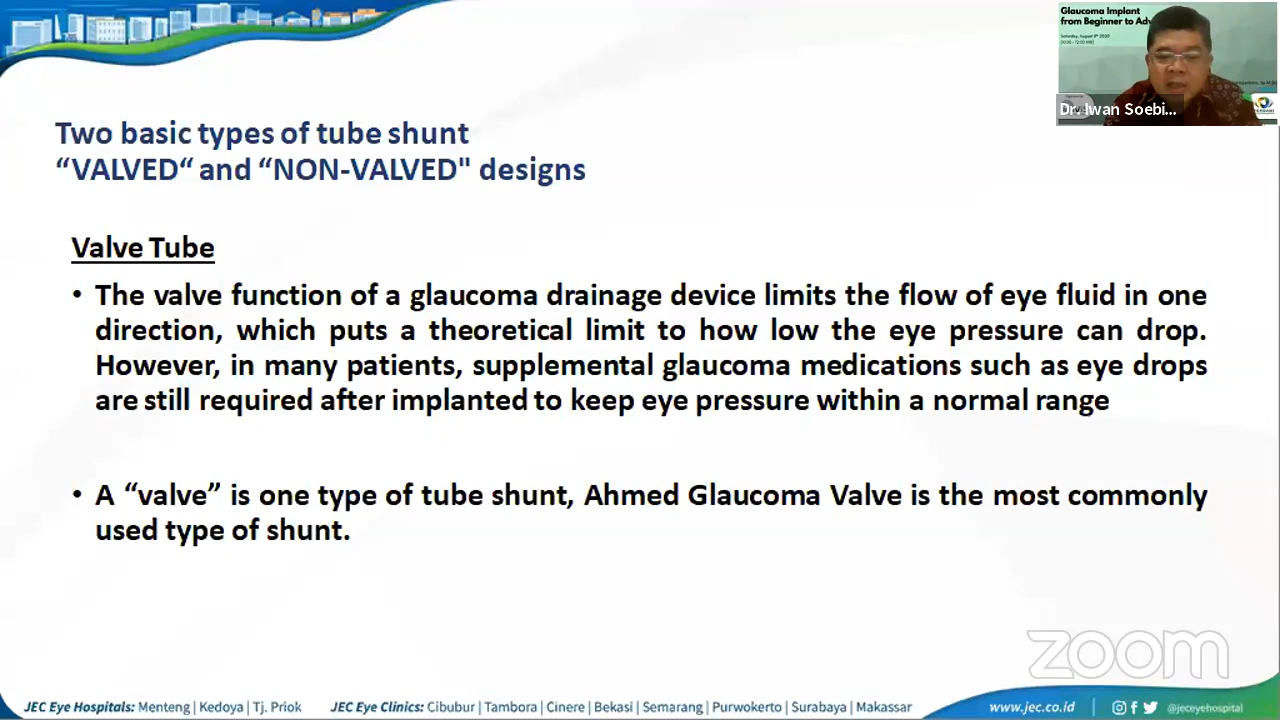 Glaucoma Implant
from Beginner to Adv
Saturday, August 8th 2020
Dr. Iwan Soebi...
Two basic types of tube shunt
“VALVED“ and “NON-VALVED" designs
Valve Tube
• The valve function of a glaucoma drainage device limits the flow of eye fluid in one
direction, which puts a theoretical limit to how low the eye pressure can drop.
However, in many patients, supplemental glaucoma medications such as eye drops
are still required after implanted to keep eye pressure within a normal range
• A “valve” is one type of tube shunt, Ahmed Glaucoma Valve is the most commonly
used type of shunt.
zoom
JEC Eye Hospitals: Menteng | Kedoya | Tj. Priok JEC Eye Clinics: Cibubur | Tambora | Cinere | Bekasi | Semarang | Purwokerto | Surabaya | Makassar www.jec.co.id | @jeceyehospital